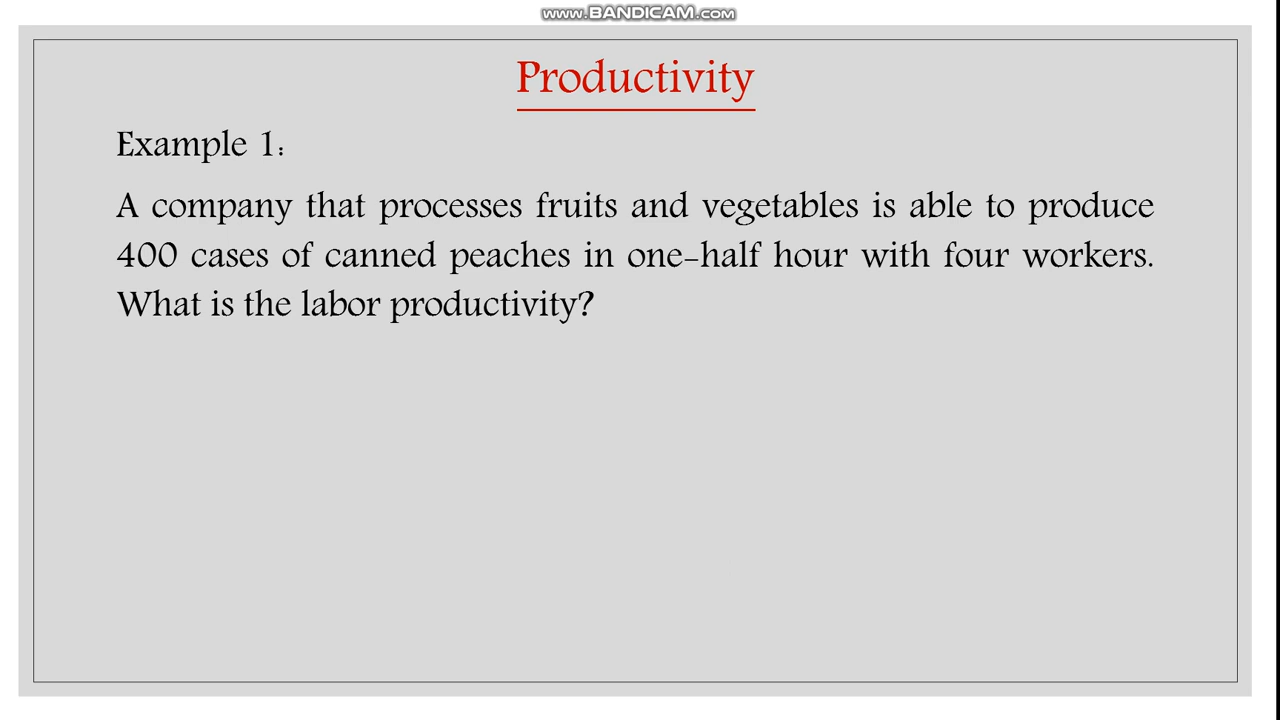 www.BANDICAM.com
Productivity
Example 1:
A company that processes fruits and vegetables is able to produce
400 cases of canned peaches in one-half hour with four workers.
What is the labor productivity?